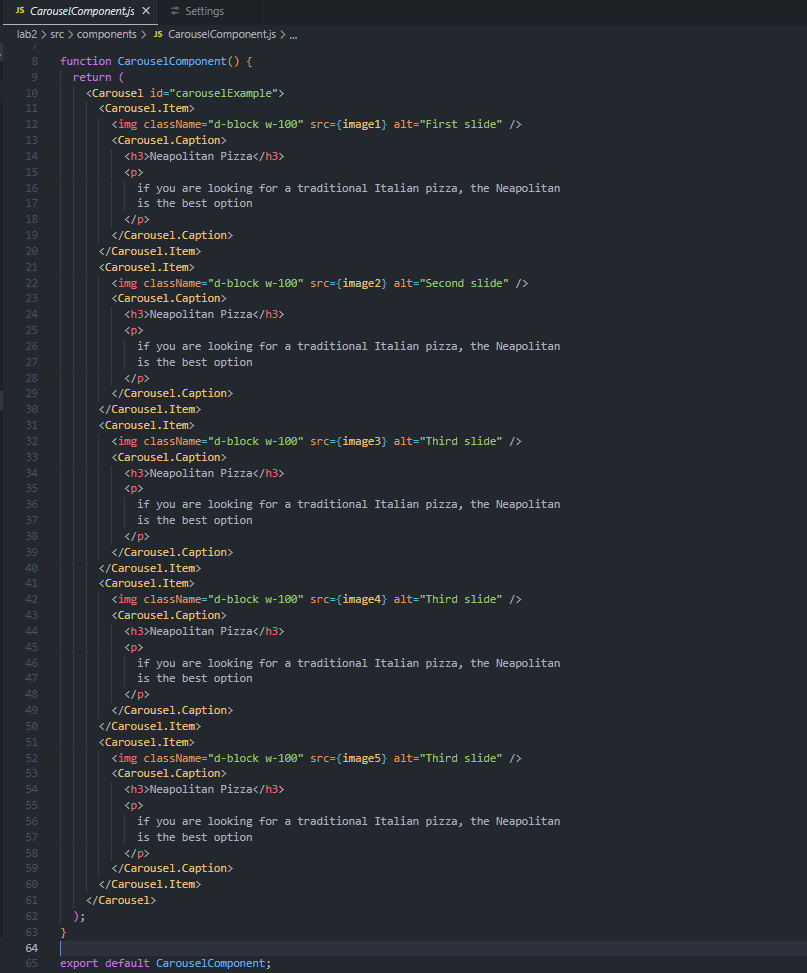 JS CarouselComponent.js × Settings
lab2 > src > components > JS CarouselComponent.js > ...
7
8 function CarouselComponent() {
9 return (
10 <Carousel id="carouselExample">
11 <Carousel.Item>
12 <img className="d-block w-100" src={image1} alt="First slide" />
13 <Carousel.Caption>
14 <h3>Neapolitan Pizza</h3>
15 <p>
16 if you are looking for a traditional Italian pizza, the Neapolitan
17 is the best option
18 </p>
19 </Carousel.Caption>
20 </Carousel.Item>
21 <Carousel.Item>
22 <img className="d-block w-100" src={image2} alt="Second slide" />
23 <Carousel.Caption>
24 <h3>Neapolitan Pizza</h3>
25 <p>
26 if you are looking for a traditional Italian pizza, the Neapolitan
27 is the best option
28 </p>
29 </Carousel.Caption>
30 </Carousel.Item>
31 <Carousel.Item>
32 <img className="d-block w-100" src={image3} alt="Third slide" />
33 <Carousel.Caption>
34 <h3>Neapolitan Pizza</h3>
35 <p>
36 if you are looking for a traditional Italian pizza, the Neapolitan
37 is the best option
38 </p>
39 </Carousel.Caption>
40 </Carousel.Item>
41 <Carousel.Item>
42 <img className="d-block w-100" src={image4} alt="Third slide" />
43 <Carousel.Caption>
44 <h3>Neapolitan Pizza</h3>
45 <p>
46 if you are looking for a traditional Italian pizza, the Neapolitan
47 is the best option
48 </p>
49 </Carousel.Caption>
50 </Carousel.Item>
51 <Carousel.Item>
52 <img className="d-block w-100" src={image5} alt="Third slide" />
53 <Carousel.Caption>
54 <h3>Neapolitan Pizza</h3>
55 <p>
56 if you are looking for a traditional Italian pizza, the Neapolitan
57 is the best option
58 </p>
59 </Carousel.Caption>
60 </Carousel.Item>
61 </Carousel>
62 );
63 }
64
65 export default CarouselComponent;